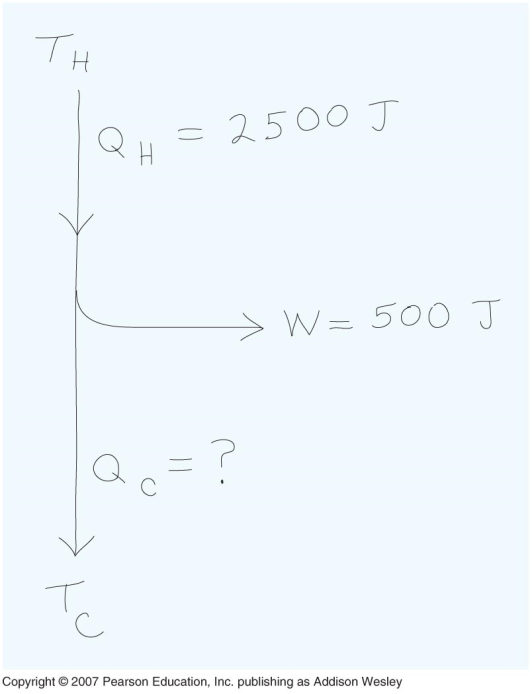 T_H
Q_H = 2500 J
W = 500 J
Q_C = ?
T_C
Copyright © 2007 Pearson Education, Inc. publishing as Addison Wesley